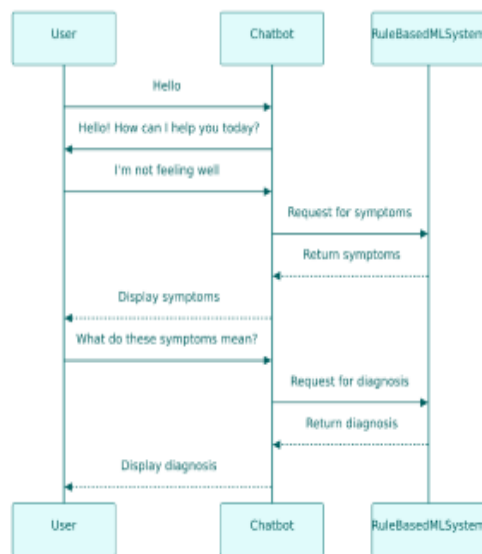 User
Chatbot
RuleBasedMLSystem
Hello
Hello! How can I help you today?
I'm not feeling well
Request for symptoms
Return symptoms
Display symptoms
What do these symptoms mean?
Request for diagnosis
Return diagnosis
Display diagnosis
User
Chatbot
RuleBasedMLSystem